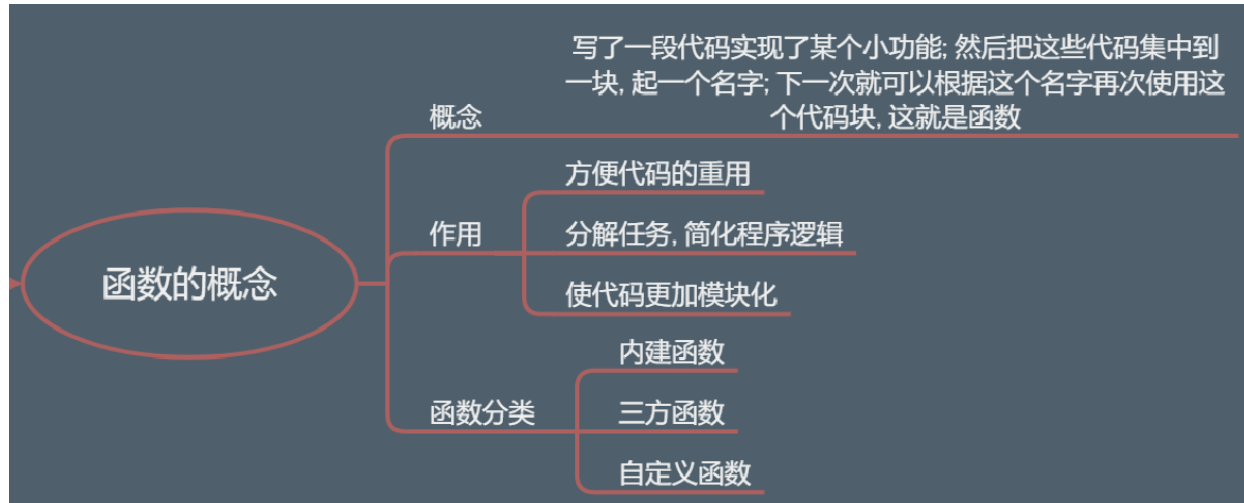 函数的概念
概念
写了一段代码实现了某个小功能; 然后把这些代码集中到
一块, 起一个名字; 下一次就可以根据这个名字再次使用这
个代码块, 这就是函数
作用
方便代码的重用
分解任务, 简化程序逻辑
使代码更加模块化
函数分类
内建函数
三方函数
自定义函数